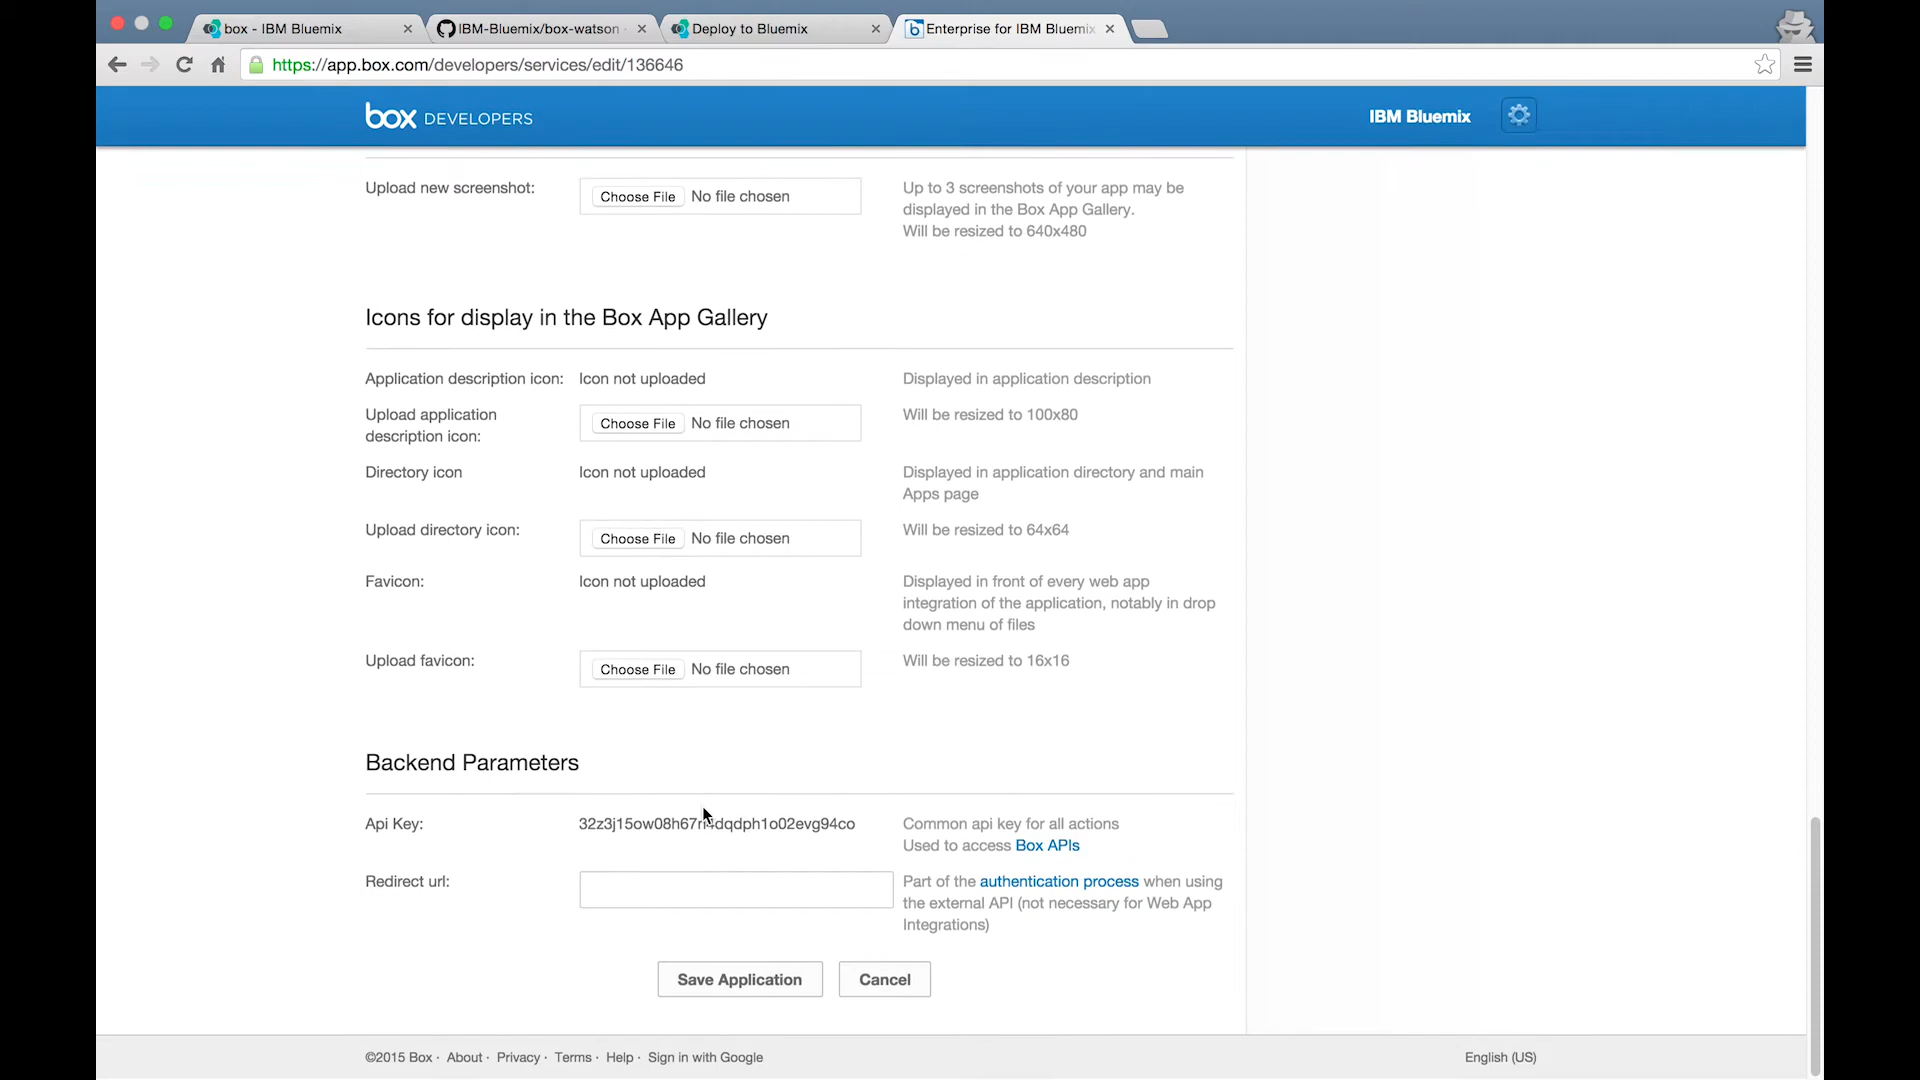 box - IBM Bluemix
IBM-Bluemix/box-watson
Deploy to Bluemix
Enterprise for IBM Bluemix
https://app.box.com/developers/services/edit/136646
box DEVELOPERS
IBM Bluemix
Upload new screenshot:
Choose File No file chosen
Up to 3 screenshots of your app may be
displayed in the Box App Gallery.
Will be resized to 640x480
Icons for display in the Box App Gallery
Application description icon:
Icon not uploaded
Displayed in application description
Upload application
description icon:
Choose File No file chosen
Will be resized to 100x80
Directory icon
Icon not uploaded
Displayed in application directory and main
Apps page
Upload directory icon:
Choose File No file chosen
Will be resized to 64x64
Favicon:
Icon not uploaded
Displayed in front of every web app
integration of the application, notably in drop
down menu of files
Upload favicon:
Choose File No file chosen
Will be resized to 16x16
Backend Parameters
Api Key:
Common api key for all actions
Used to access Box APIs
Redirect url:
Part of the authentication process when using
the external API (not necessary for Web App
Integrations)
Save Application
Cancel
©2015 Box · About · Privacy · Terms · Help · Sign in with Google
English (US)